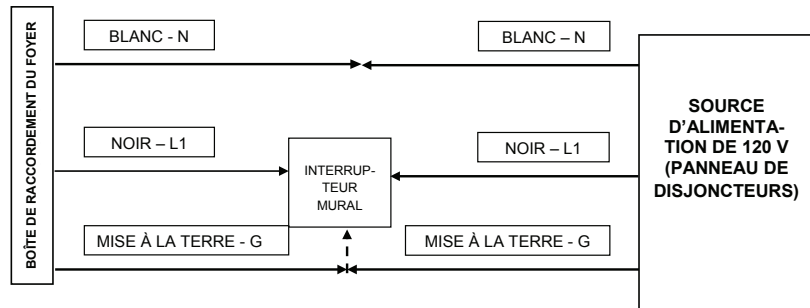 BOÎTE DE RACCORDEMENT DU FOYER
BLANC - N
BLANC – N
NOIR – L1
INTERRUP-
TEUR
MURAL
NOIR – L1
MISE À LA TERRE - G
MISE À LA TERRE - G
SOURCE
D'ALIMENTA-
TION DE 120 V
(PANNEAU DE
DISJONCTEURS)